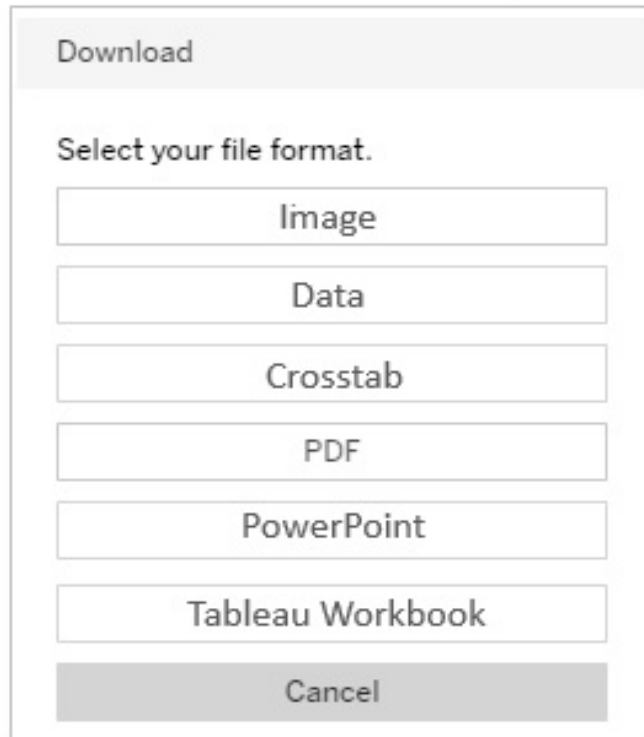 Download
Select your file format.
Image
Data
Crosstab
PDF
PowerPoint
Tableau Workbook
Cancel